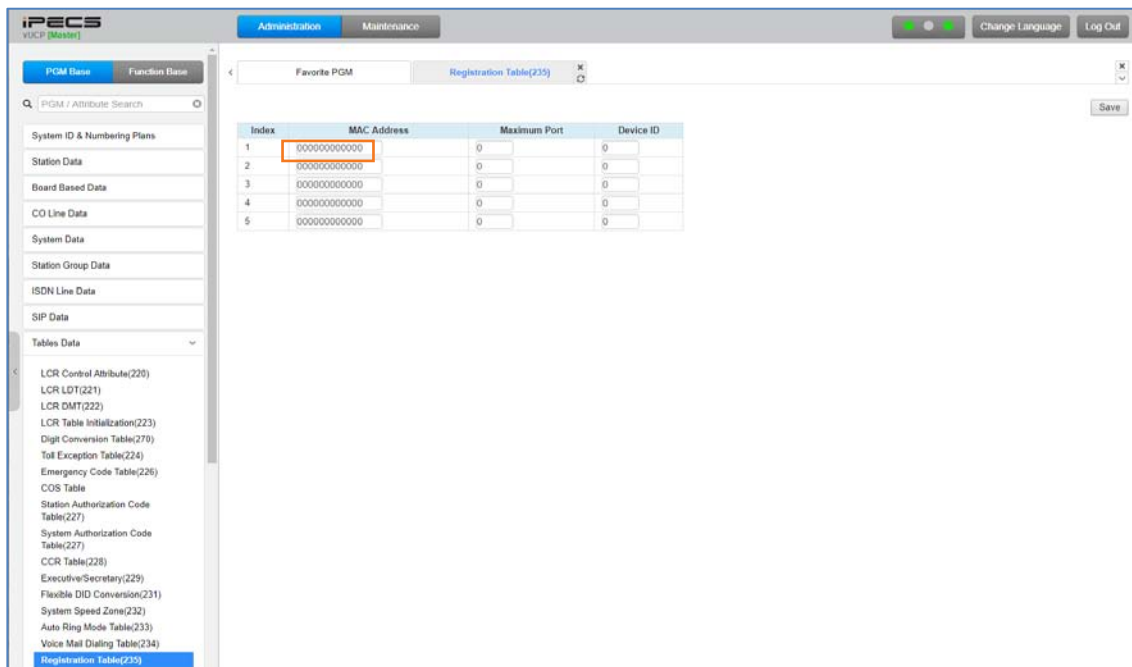 iPECS
vUCP [Master]
Administration Maintenance
Change Language Log Out
PGM Base Function Base
Favorite PGM Registration Table(235)
PGM / Attribute Search
Save
System ID & Numbering Plans
Station Data
Board Based Data
CO Line Data
System Data
Station Group Data
ISDN Line Data
SIP Data
Tables Data
LCR Control Attribute(220)
LCR LDT(221)
LCR DMT(222)
LCR Table Initialization(223)
Digit Conversion Table(270)
Toll Exception Table(224)
Emergency Code Table(226)
COS Table
Station Authorization Code
Table(227)
System Authorization Code
Table(227)
CCR Table(228)
Executive/Secretary(229)
Flexible DID Conversion(231)
System Speed Zone(232)
Auto Ring Mode Table(233)
Voice Mail Dialing Table(234)
Registration Table(235)
Index MAC Address Maximum Port Device ID
1 000000000000 0 0
2 000000000000 0 0
3 000000000000 0 0
4 000000000000 0 0
5 000000000000 0 0